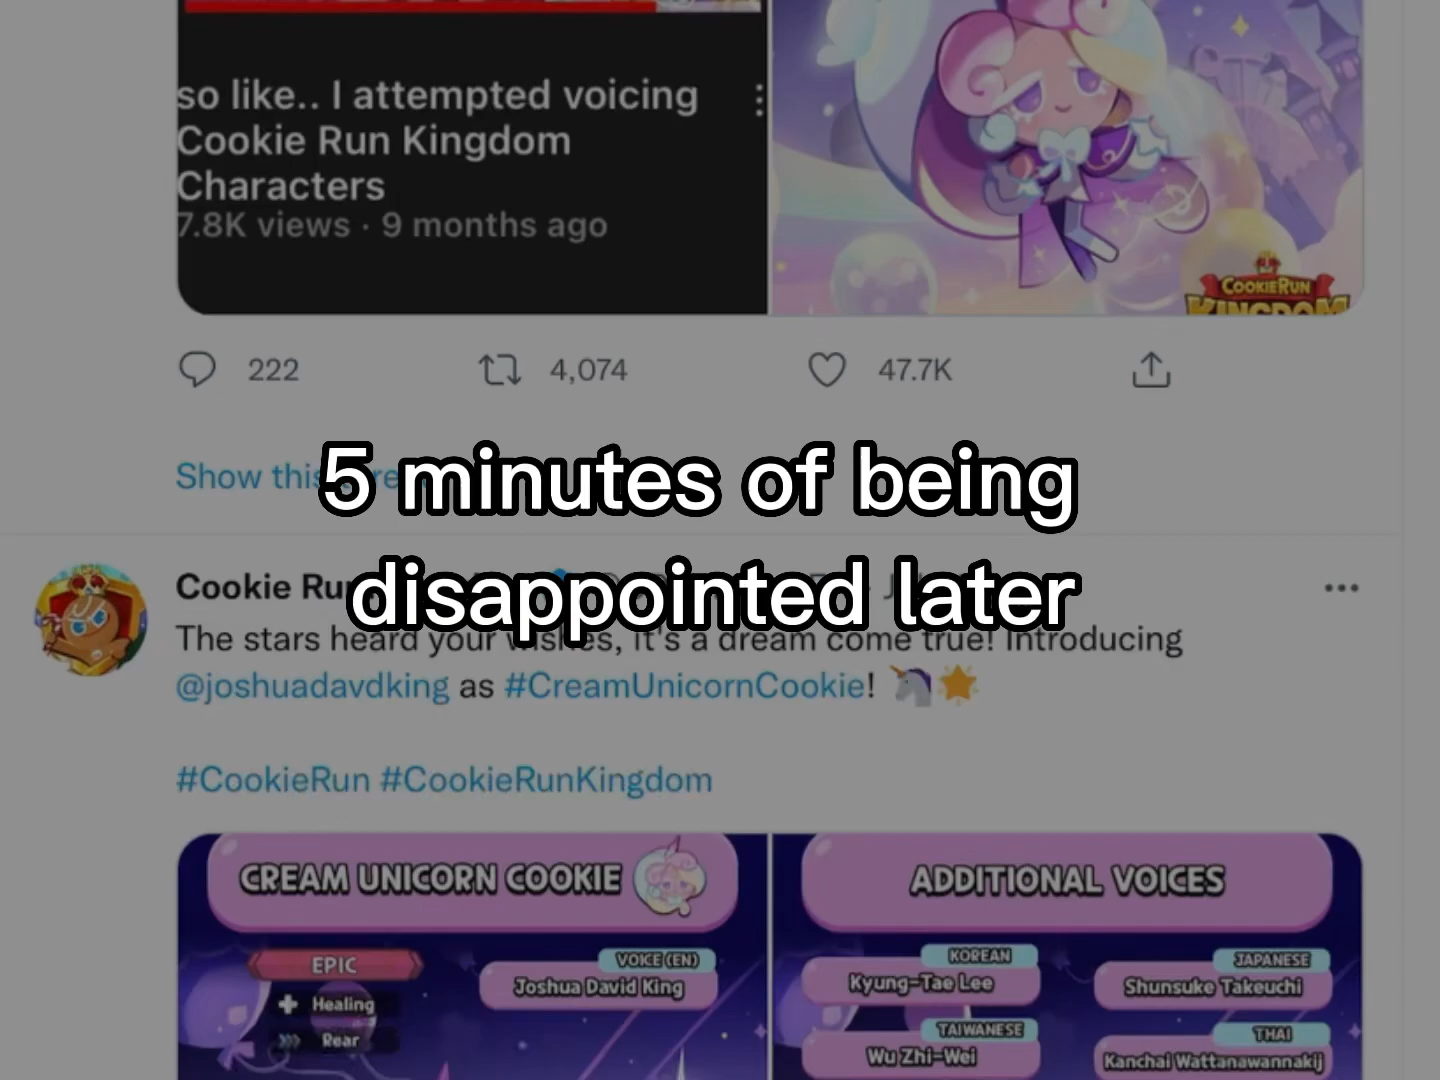 so like.. I attempted voicing
Cookie Run Kingdom
Characters
7.8K views · 9 months ago
COOKIERUN
KINGDOM
222
4,074
47.7K
Show this
5 minutes of being
disappointed later
Cookie Run
The stars heard your wishes, it's a dream come true! Introducing
@joshuadavdking as #CreamUnicornCookie! 🦄🌟
#CookieRun #CookieRunKingdom
CREAM UNICORN COOKIE
EPIC
Healing
Rear
VOICE (EN)
Joshua David King
ADDITIONAL VOICES
KOREAN
Kyung-Tae Lee
JAPANESE
Shunsuke Takeuchi
TAIWANESE
Wu Zhi-Wei
THAI
Kanchai Wattanawannakij